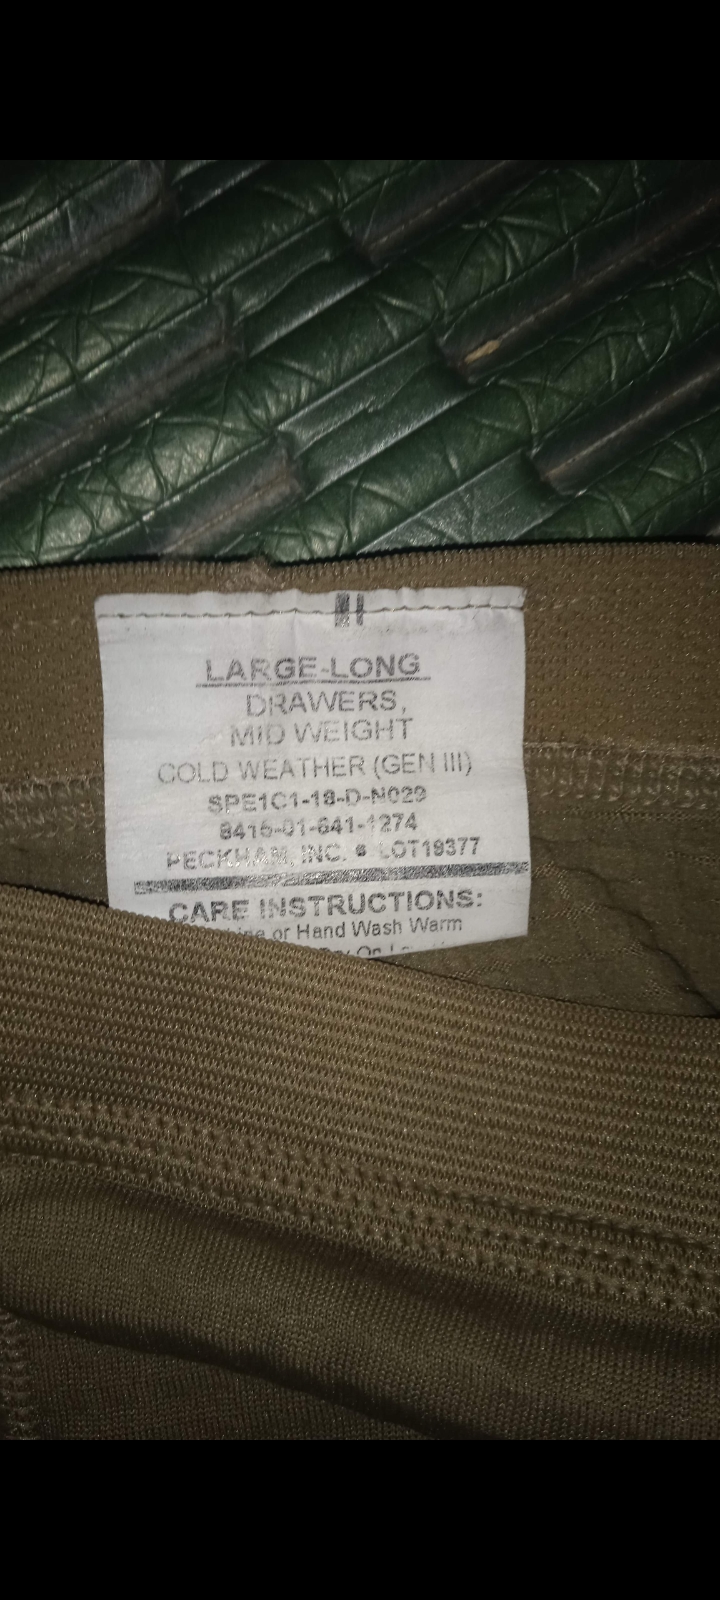 LARGE-LONG
DRAWERS,
MID WEIGHT
COLD WEATHER (GEN III)
SPE1C1-18-D-N029
8415-01-641-1274
PECKHAM, INC. LOT19377
CARE INSTRUCTIONS:
or Hand Wash Warm